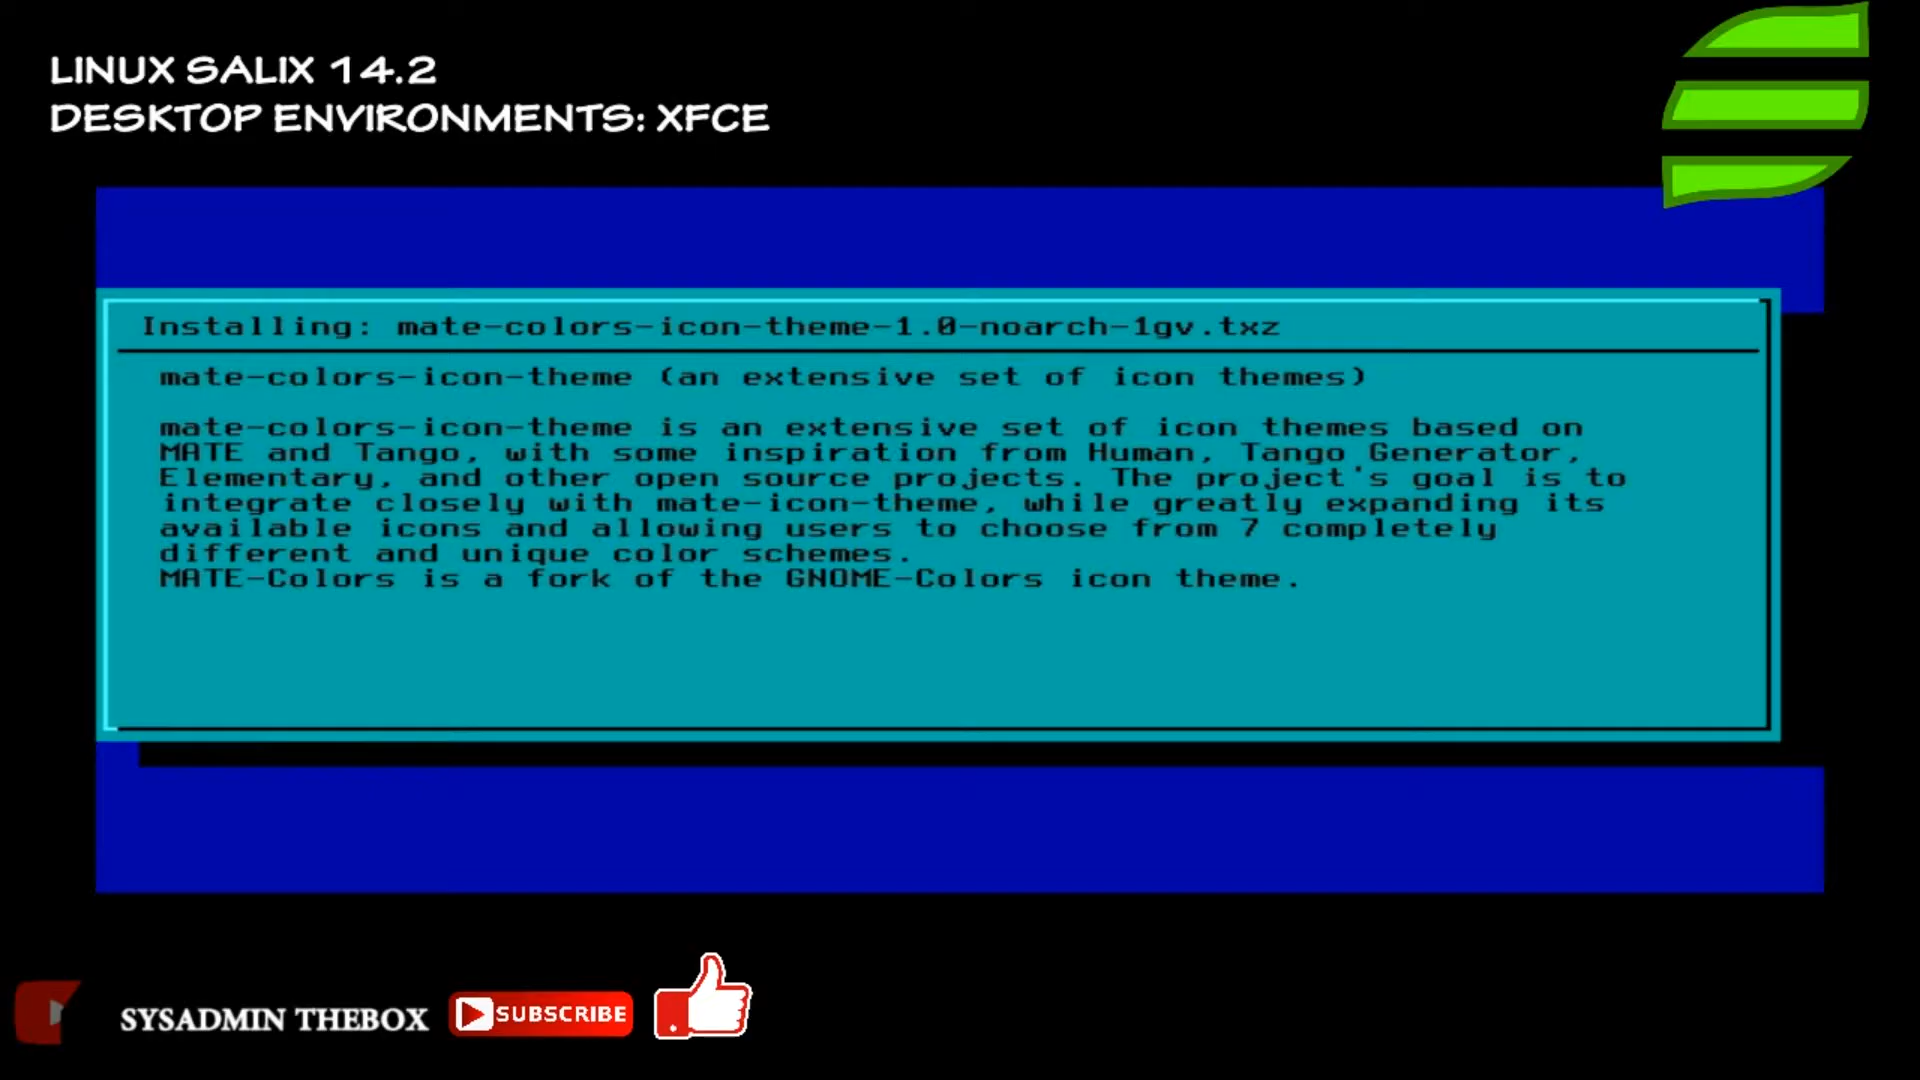 LINUX SALIX 14.2
DESKTOP ENVIRONMENTS: XFCE
Installing: mate-colors-icon-theme-1.0-noarch-1gv.txz
mate-colors-icon-theme (an extensive set of icon themes)
mate-colors-icon-theme is an extensive set of icon themes based on
MATE and Tango, with some inspiration from Human, Tango Generator,
Elementary, and other open source projects. The project's goal is to
integrate closely with mate-icon-theme, while greatly expanding its
available icons and allowing users to choose from 7 completely
different and unique color schemes.
MATE-Colors is a fork of the GNOME-Colors icon theme.
SYSADMIN THEBOX
SUBSCRIBE